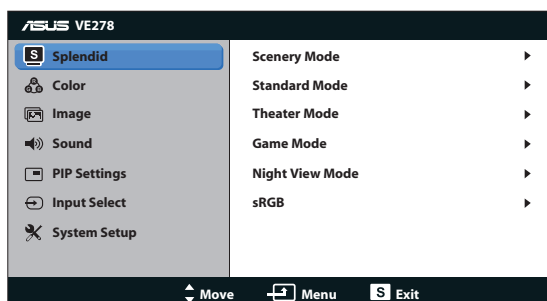 ASUS VE278
S Splendid
Color
Image
Sound
PIP Settings
Input Select
System Setup
Scenery Mode
Standard Mode
Theater Mode
Game Mode
Night View Mode
sRGB
Move Menu S Exit